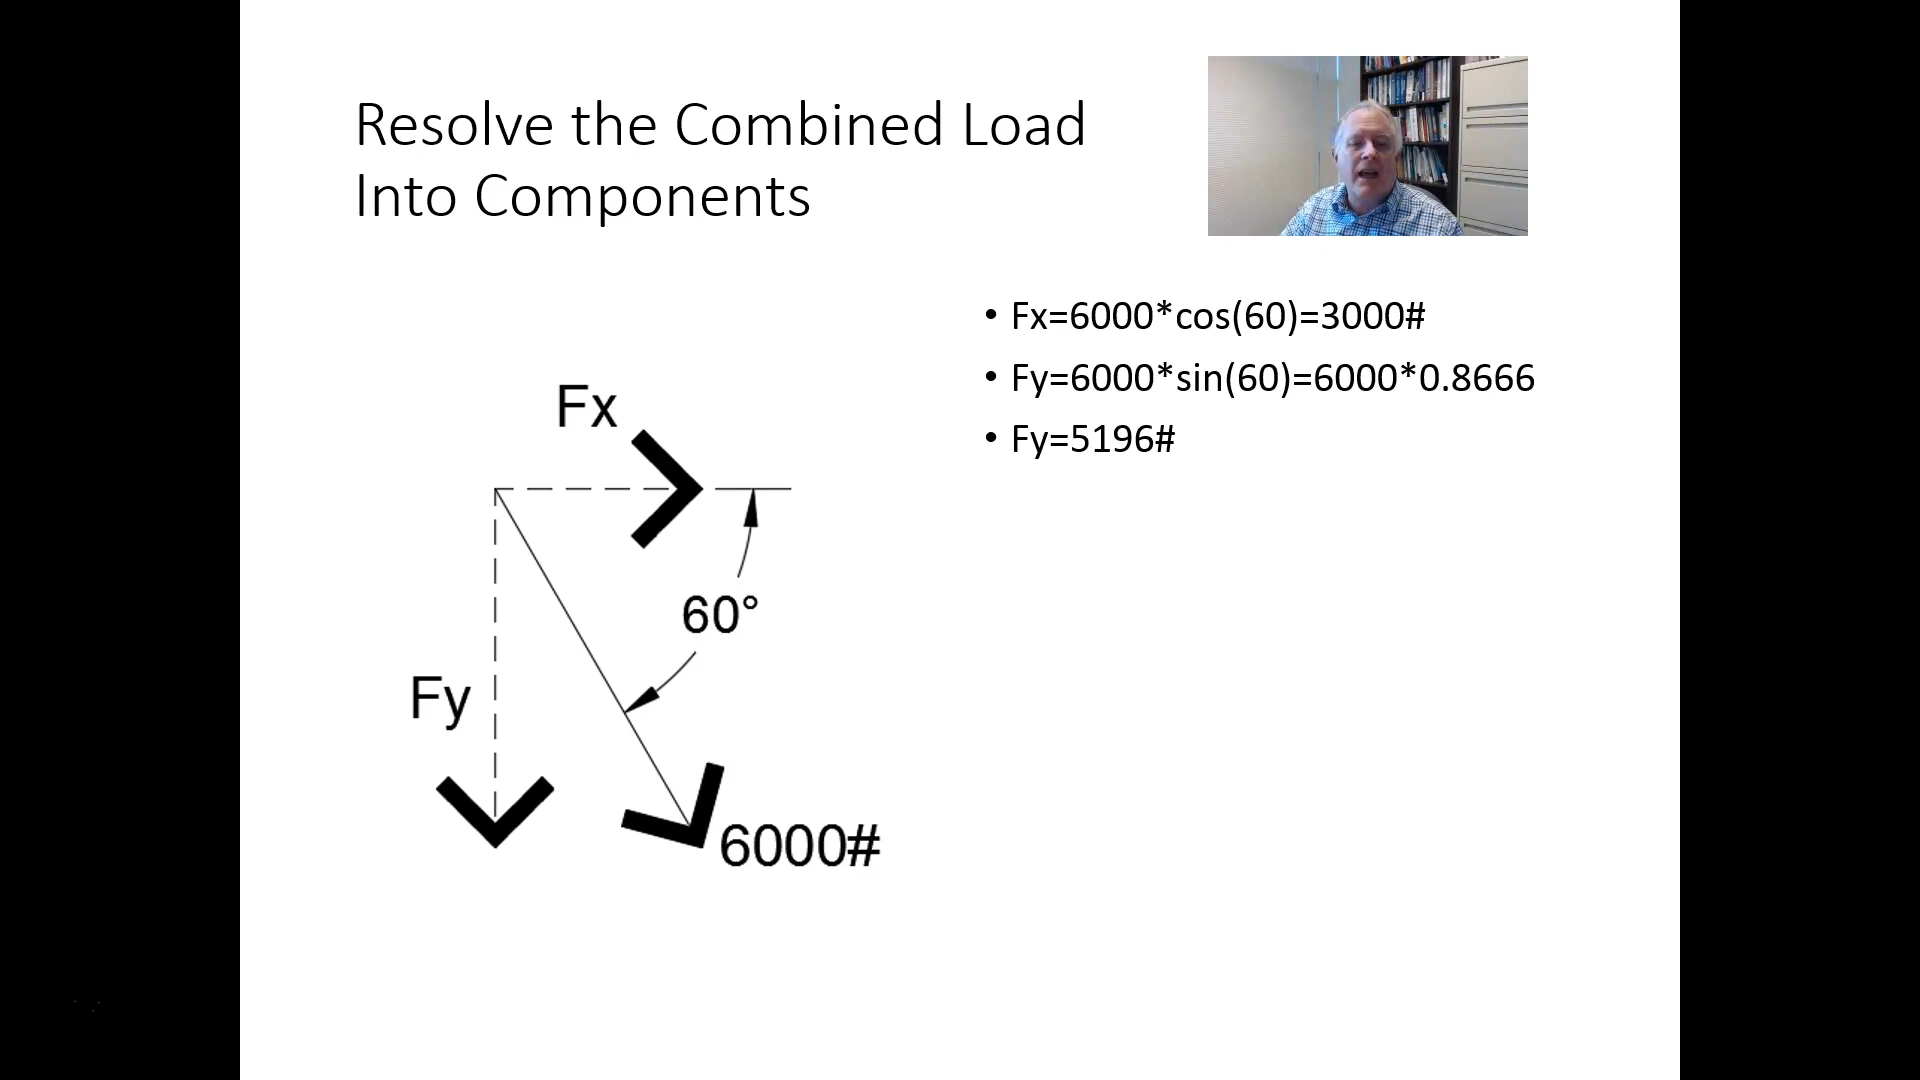 Resolve the Combined Load
Into Components
• Fx=6000*cos(60)=3000#
• Fy=6000*sin(60)=6000*0.8666
• Fy=5196#
Fx
60°
Fy
6000#